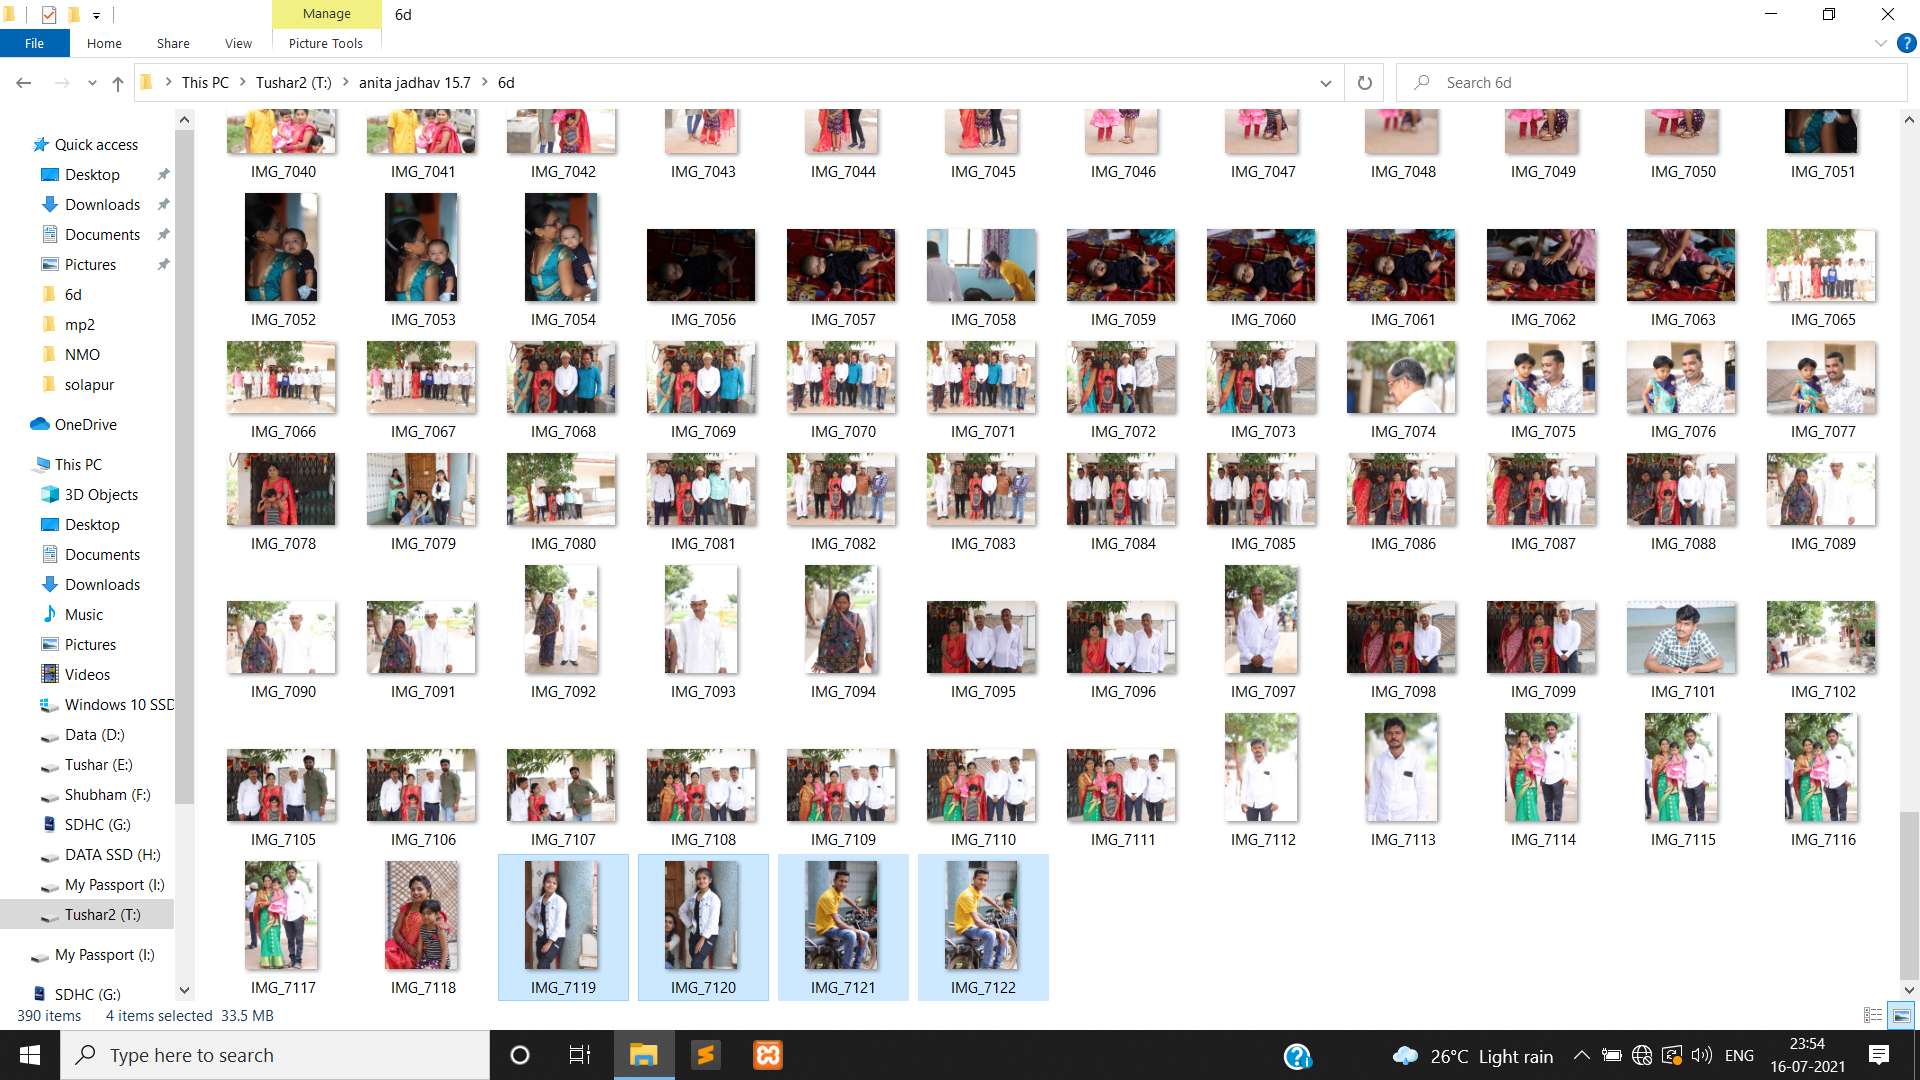 Manage
6d
File
Home
Share
View
Picture Tools
This PC
Tushar2 (T:)
anita jadhav 15.7
6d
Search 6d
Quick access
Desktop
Downloads
Documents
Pictures
6d
mp2
NMO
solapur
OneDrive
This PC
3D Objects
Desktop
Documents
Downloads
Music
Pictures
Videos
Windows 10 SSD
Data (D:)
Tushar (E:)
Shubham (F:)
SDHC (G:)
DATA SSD (H:)
My Passport (I:)
Tushar2 (T:)
My Passport (I:)
SDHC (G:)
IMG_7040 IMG_7041 IMG_7042 IMG_7043 IMG_7044 IMG_7045 IMG_7046 IMG_7047 IMG_7048 IMG_7049 IMG_7050 IMG_7051
IMG_7052 IMG_7053 IMG_7054 IMG_7056 IMG_7057 IMG_7058 IMG_7059 IMG_7060 IMG_7061 IMG_7062 IMG_7063 IMG_7065
IMG_7066 IMG_7067 IMG_7068 IMG_7069 IMG_7070 IMG_7071 IMG_7072 IMG_7073 IMG_7074 IMG_7075 IMG_7076 IMG_7077
IMG_7078 IMG_7079 IMG_7080 IMG_7081 IMG_7082 IMG_7083 IMG_7084 IMG_7085 IMG_7086 IMG_7087 IMG_7088 IMG_7089
IMG_7090 IMG_7091 IMG_7092 IMG_7093 IMG_7094 IMG_7095 IMG_7096 IMG_7097 IMG_7098 IMG_7099 IMG_7101 IMG_7102
IMG_7105 IMG_7106 IMG_7107 IMG_7108 IMG_7109 IMG_7110 IMG_7111 IMG_7112 IMG_7113 IMG_7114 IMG_7115 IMG_7116
IMG_7117 IMG_7118 IMG_7119 IMG_7120 IMG_7121 IMG_7122
390 items 4 items selected 33.5 MB
Type here to search
26°C Light rain
ENG
23:54
16-07-2021